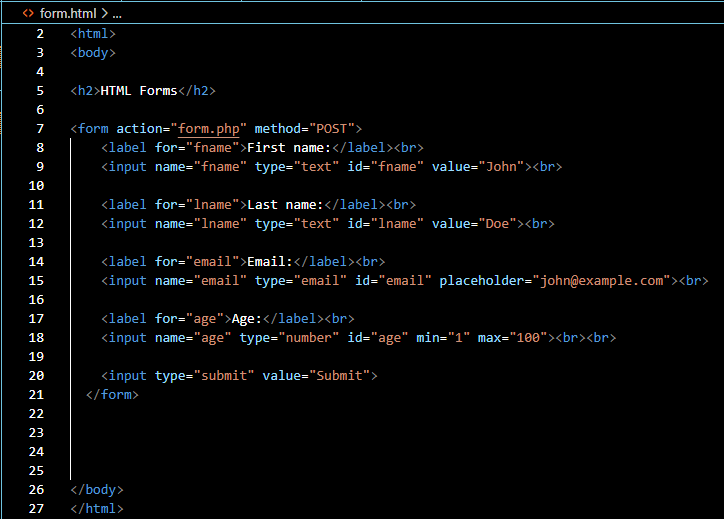 <> form.html > ...
2 <html>
3 <body>
4
5 <h2>HTML Forms</h2>
6
7 <form action="form.php" method="POST">
8 <label for="fname">First name:</label><br>
9 <input name="fname" type="text" id="fname" value="John"><br>
10
11 <label for="lname">Last name:</label><br>
12 <input name="lname" type="text" id="lname" value="Doe"><br>
13
14 <label for="email">Email:</label><br>
15 <input name="email" type="email" id="email" placeholder="john@example.com"><br>
16
17 <label for="age">Age:</label><br>
18 <input name="age" type="number" id="age" min="1" max="100"><br><br>
19
20 <input type="submit" value="Submit">
21 </form>
22
23
24
25
26 </body>
27 </html>